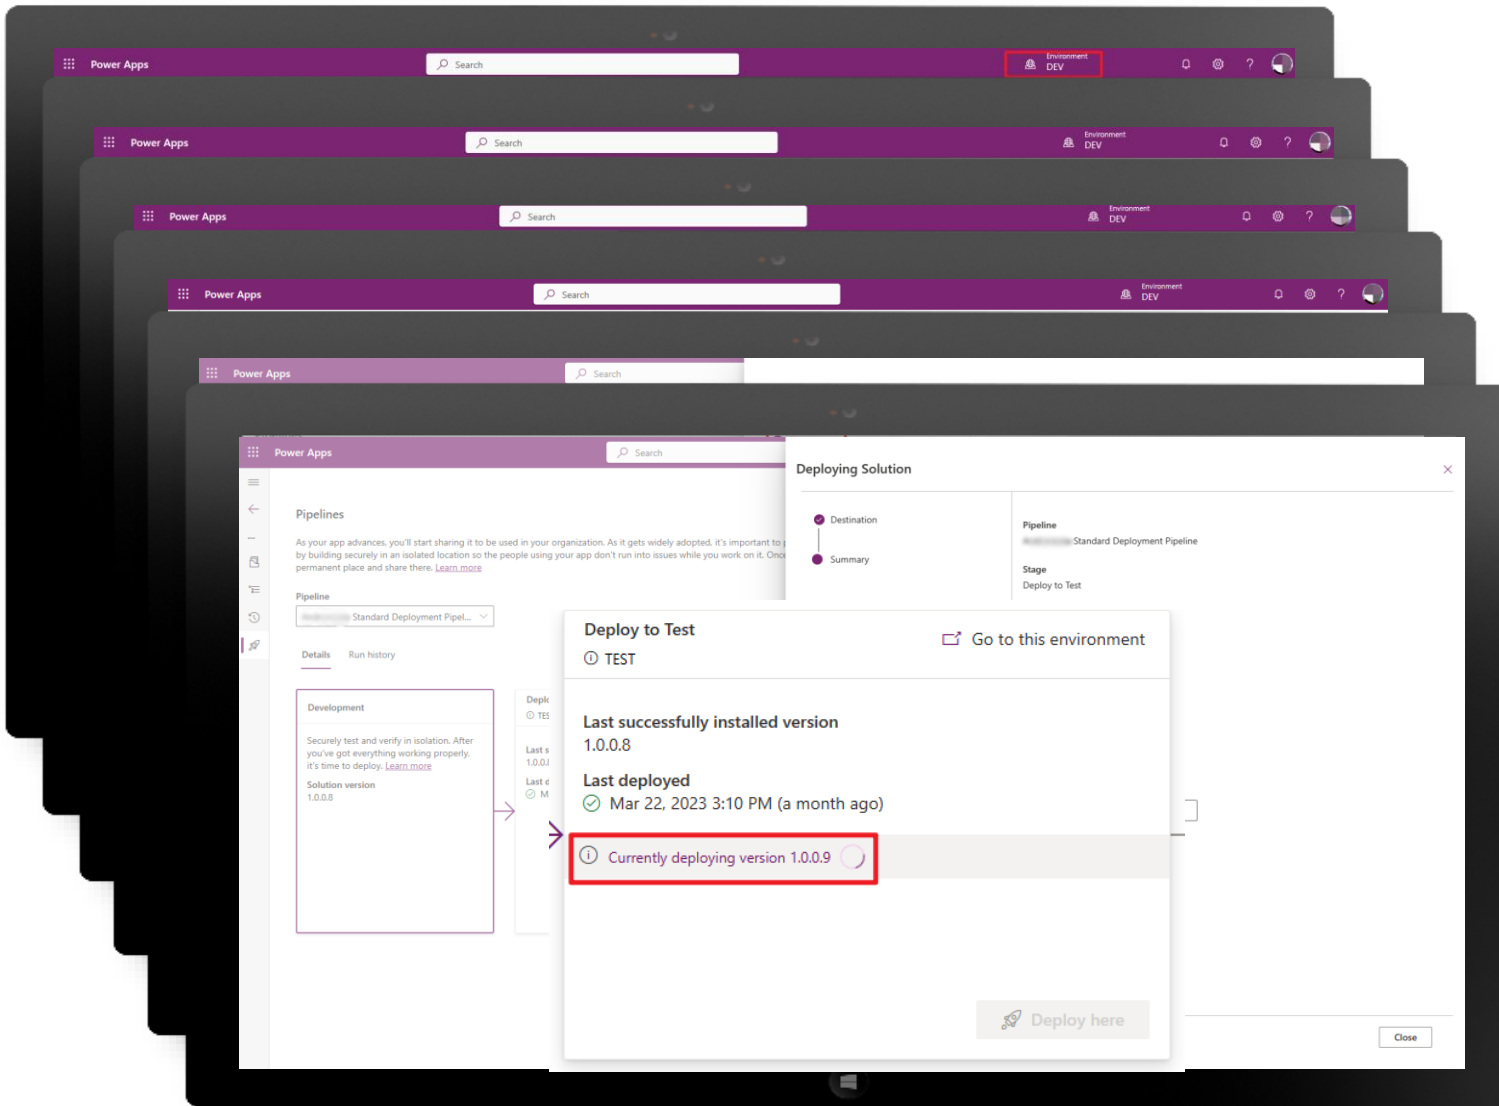 Power Apps
Search
Environment
DEV
Power Apps
Search
Environment
DEV
Power Apps
Search
Environment
DEV
Power Apps
Search
Environment
DEV
Power Apps
Search
Power Apps
Search
Pipelines
As your app advances, you'll start sharing it to be used in your organization. As it gets widely adopted, it's important to
by building securely in an isolated location so the people using your app don't run into issues while you work on it. Once
permanent place and share there. Learn more
Pipeline
Standard Deployment Pipel...
Details Run history
Development
Securely test and verify in isolation. After
you've got everything working properly,
it's time to deploy. Learn more
Solution version
1.0.0.8
Deplo
TES
Last s
1.0.0.
Last d
M
Deploying Solution
Destination
Summary
Pipeline
Standard Deployment Pipeline
Stage
Deploy to Test
Deploy to Test
TEST
Go to this environment
Last successfully installed version
1.0.0.8
Last deployed
Mar 22, 2023 3:10 PM (a month ago)
Currently deploying version 1.0.0.9
Deploy here
Close